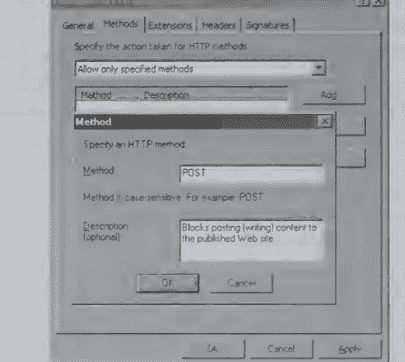 General Methods Extensions Headers Signatures
Specify the action taken for HTTP methods
Allow only specified methods
Method Description
Add
Method
Specify an HTTP method
Method
POST
Method is case-sensitive. For example: POST
Description
(optional)
Blocks posting (writing) content to
the published Web site
OK Cancel
OK Cancel Apply